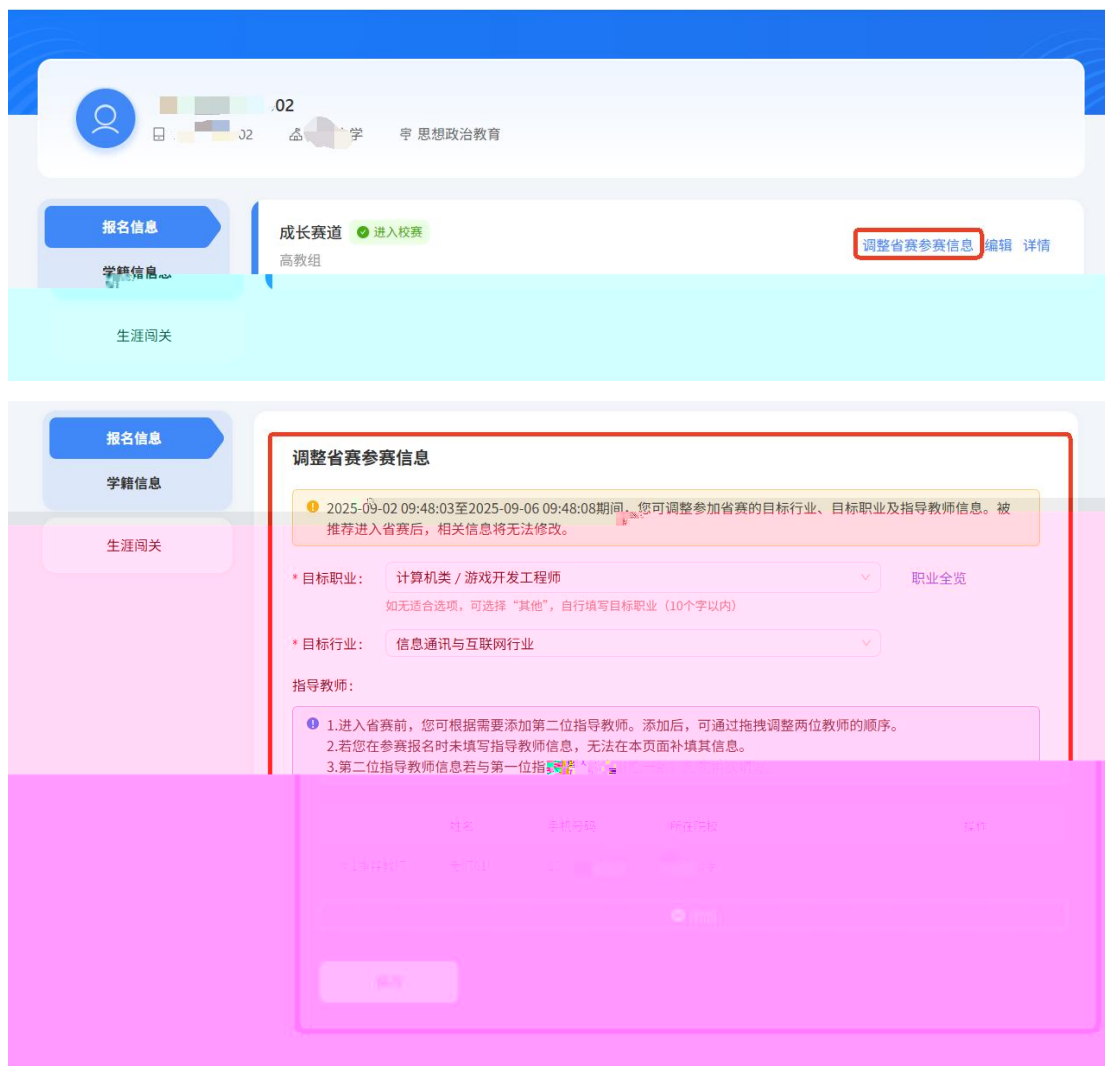 .02
02 学 思想政治教育
报名信息
学籍信息
生涯闯关
成长赛道 进入校赛
高教组
调整省赛参赛信息 编辑 详情
报名信息
学籍信息
生涯闯关
调整省赛参赛信息
2025-09-02 09:48:03至2025-09-06 09:48:08期间，您可调整参加省赛的目标行业、目标职业及指导教师信息。被
推荐进入省赛后，相关信息将无法修改。
* 目标职业： 计算机类 / 游戏开发工程师 职业全览
如无适合选项，可选择“其他”，自行填写目标职业（10个字以内）
* 目标行业： 信息通讯与互联网行业
指导教师：
1.进入省赛前，您可根据需要添加第二位指导教师。添加后，可通过拖拽调整两位教师的顺序。
2.若您在参赛报名时未填写指导教师信息，无法在本页面补填其信息。
3.第二位指导教师信息若与第一位指
姓名 手机号码 所在院校 操作